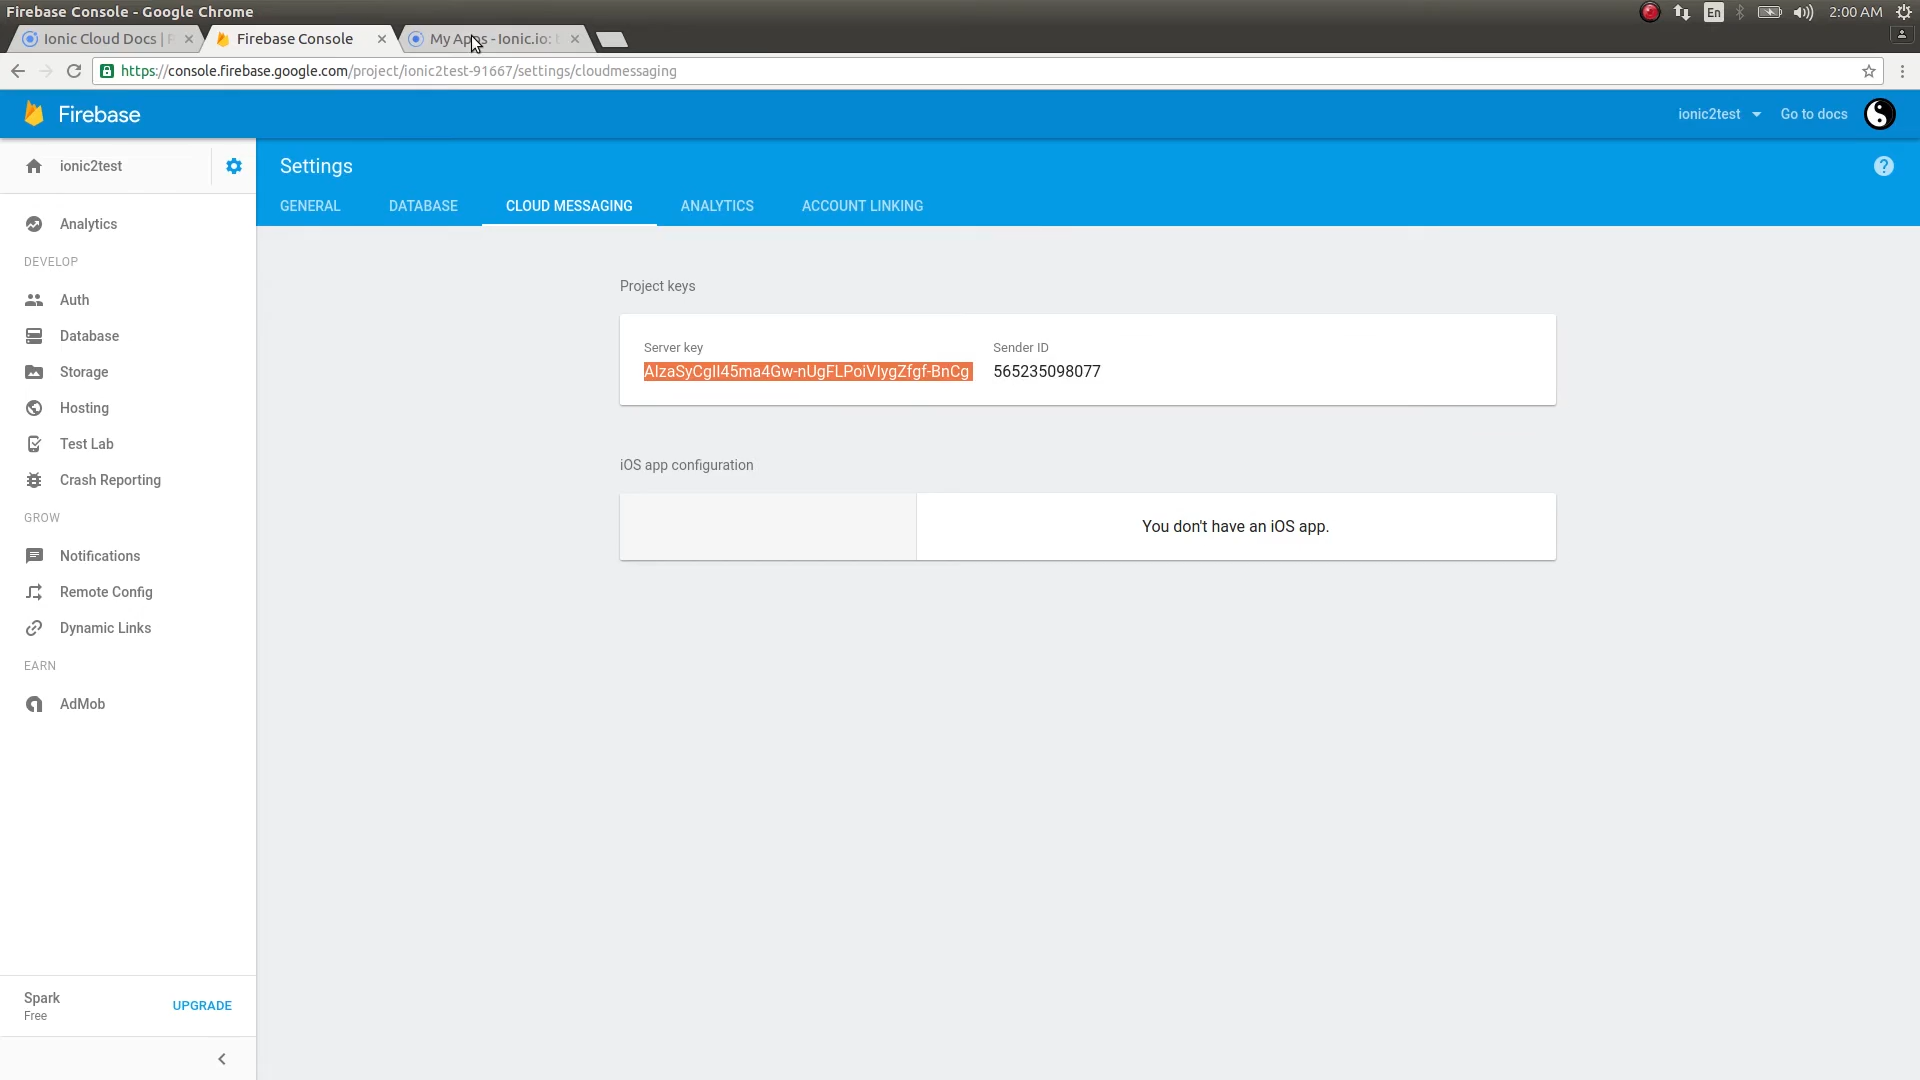 Firebase Console - Google Chrome
En
2:00 AM
Ionic Cloud Docs |
Firebase Console
My Apps - Ionic.io:
https://console.firebase.google.com/project/ionic2test-91667/settings/cloudmessaging
Firebase
ionic2test
Go to docs
ionic2test
Settings
GENERAL
DATABASE
CLOUD MESSAGING
ANALYTICS
ACCOUNT LINKING
Analytics
DEVELOP
Auth
Database
Storage
Hosting
Test Lab
Crash Reporting
GROW
Notifications
Remote Config
Dynamic Links
EARN
AdMob
Spark
Free
UPGRADE
Project keys
Server key
Sender ID
AIzaSyCgII45ma4Gw-nUgFLPoiVIygZfgf-BnCg
565235098077
iOS app configuration
You don't have an iOS app.